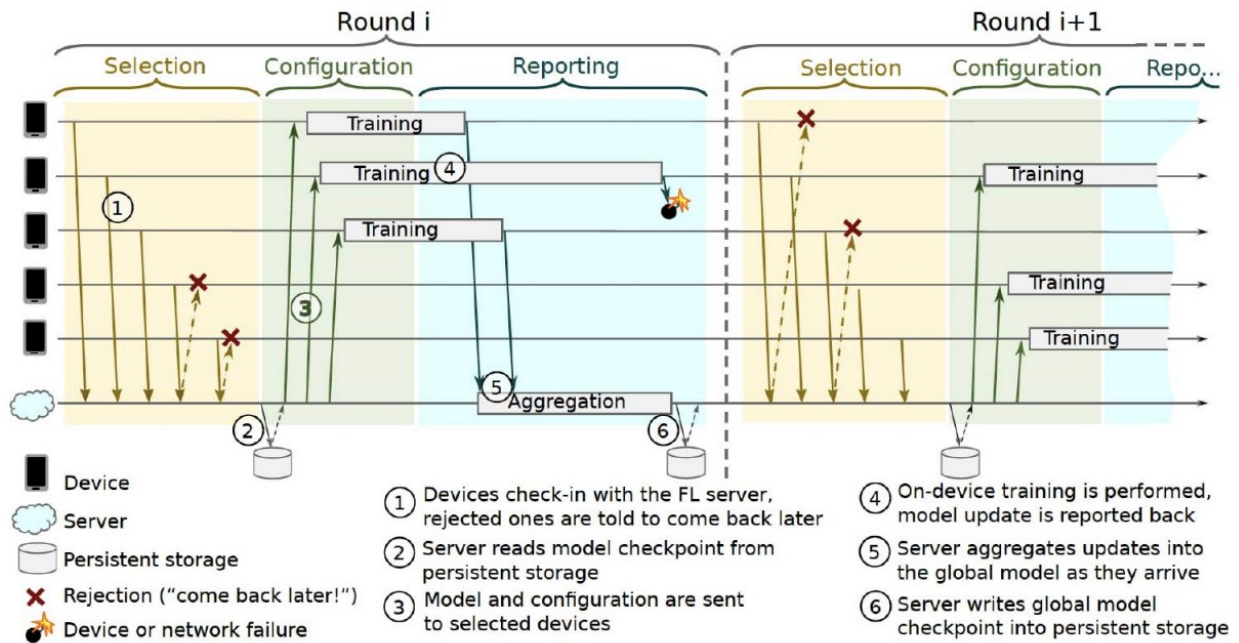 Round i
Round i+1
Selection
Configuration
Reporting
Selection
Configuration
Repo...
Training
Training
4
Training
1
3
Training
Training
Training
5
Aggregation
2
6
Device
Server
Persistent storage
Rejection (“come back later!”)
Device or network failure
1 Devices check-in with the FL server,
rejected ones are told to come back later
2 Server reads model checkpoint from
persistent storage
3 Model and configuration are sent
to selected devices
4 On-device training is performed,
model update is reported back
5 Server aggregates updates into
the global model as they arrive
6 Server writes global model
checkpoint into persistent storage